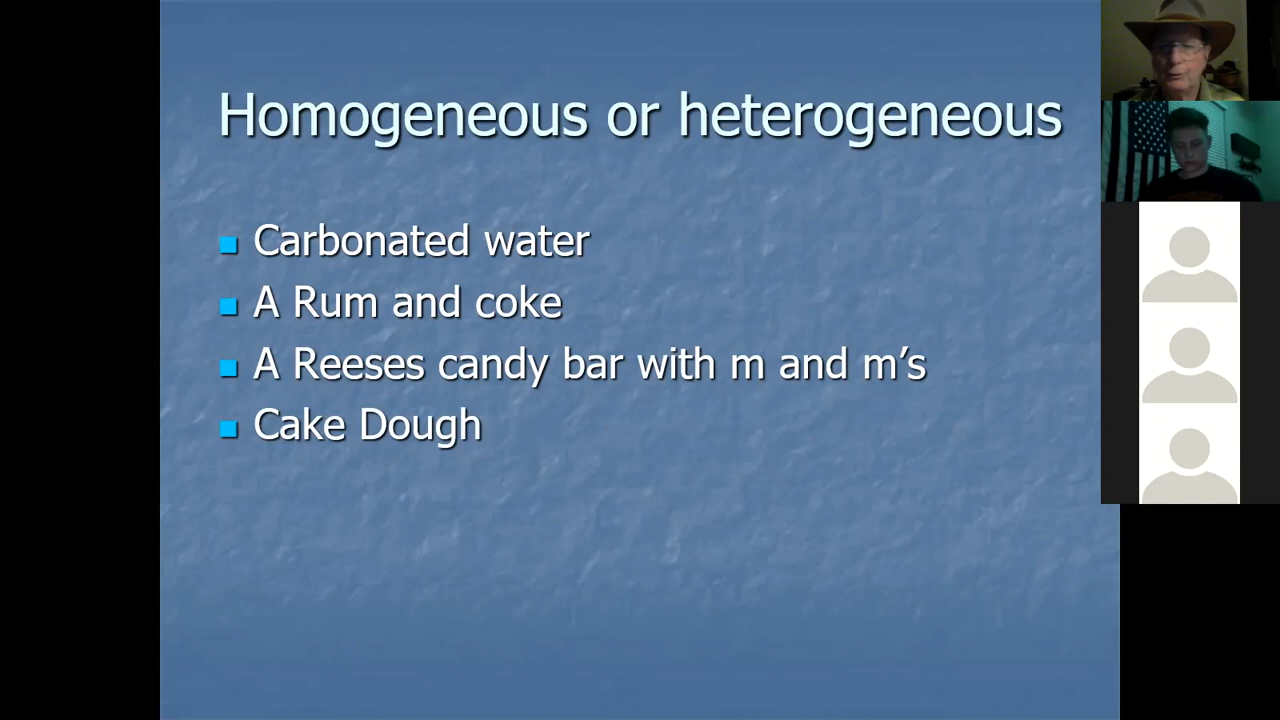 Homogeneous or heterogeneous
Carbonated water
A Rum and coke
A Reeses candy bar with m and m’s
Cake Dough